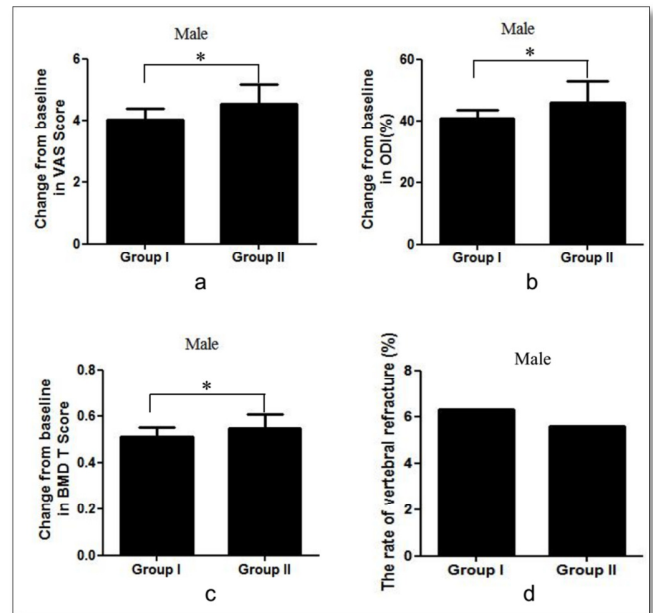 Male
*
6
4
2
0
Change from baseline
in VAS Score
Group I Group II
a
Male
*
60
40
20
0
Change from baseline
in ODI(%)
Group I Group II
b
Male
*
0.8
0.6
0.4
0.2
0.0
Change from baseline
in BMD T Score
Group I Group II
c
Male
8
6
4
2
0
The rate of vertebral refracture (%)
Group I Group II
d